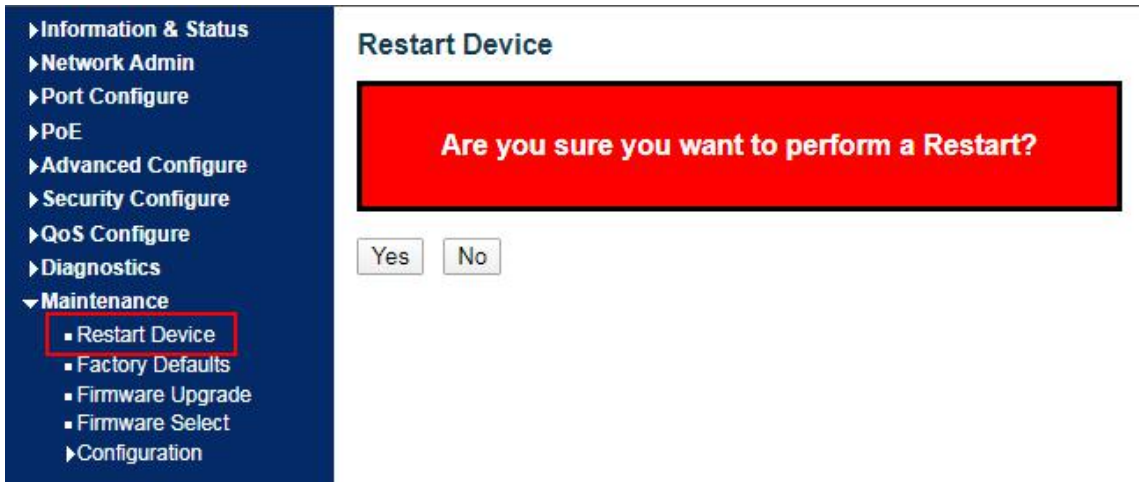 Information & Status
Network Admin
Port Configure
PoE
Advanced Configure
Security Configure
QoS Configure
Diagnostics
Maintenance
Restart Device
Factory Defaults
Firmware Upgrade
Firmware Select
Configuration
Restart Device
Are you sure you want to perform a Restart?
Yes No